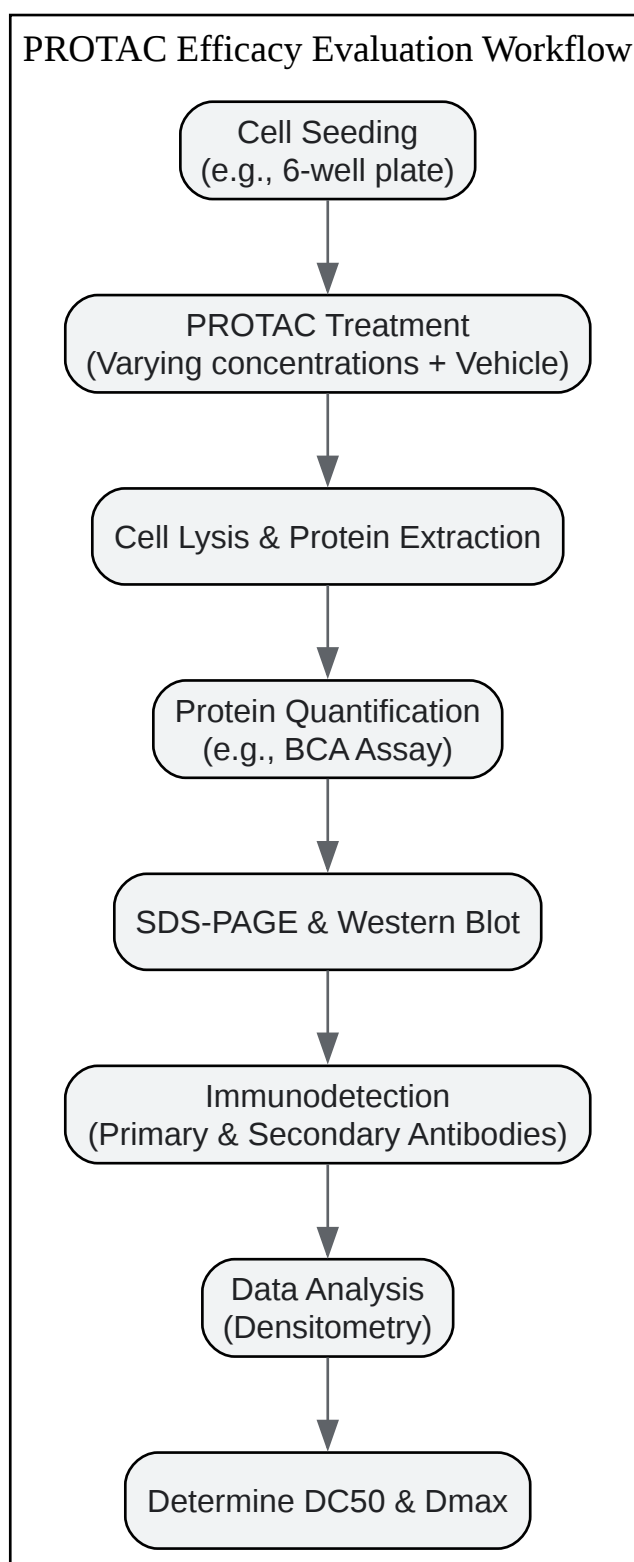 PROTAC Efficacy Evaluation Workflow
Cell Seeding
(e.g., 6-well plate)
PROTAC Treatment
(Varying concentrations + Vehicle)
Cell Lysis & Protein Extraction
Protein Quantification
(e.g., BCA Assay)
SDS-PAGE & Western Blot
Immunodetection
(Primary & Secondary Antibodies)
Data Analysis
(Densitometry)
Determine DC50 & Dmax